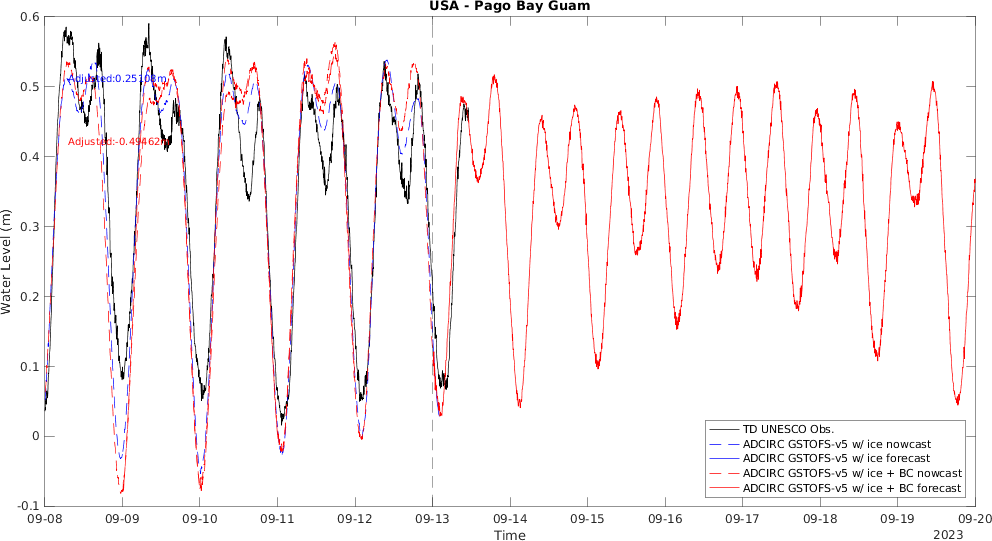 USA - Pago Bay Guam
Water Level (m)
0.6
0.5
0.4
0.3
0.2
0.1
0
-0.1
Adjusted:0.25108m
Adjusted:-0.49462m
TD UNESCO Obs.
ADCIRC GSTOFS-v5 w/ ice nowcast
ADCIRC GSTOFS-v5 w/ ice forecast
ADCIRC GSTOFS-v5 w/ ice + BC nowcast
ADCIRC GSTOFS-v5 w/ ice + BC forecast
09-08 09-09 09-10 09-11 09-12 09-13 09-14 09-15 09-16 09-17 09-18 09-19 09-20
Time
2023